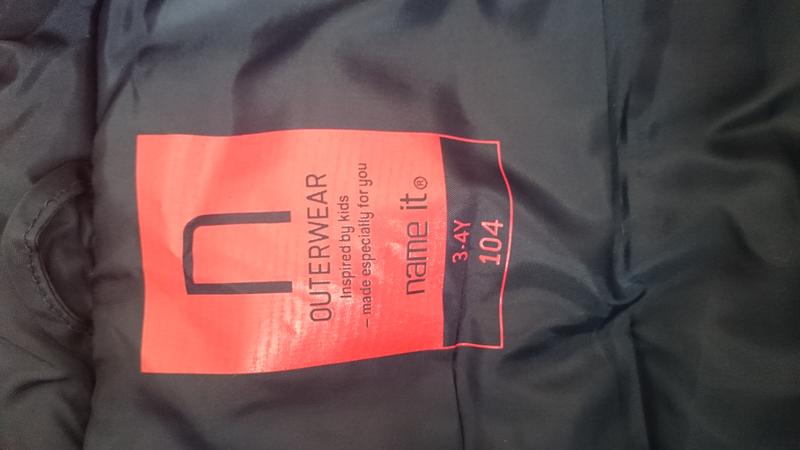 n
OUTERWEAR
Inspired by kids
– made especially for you
name it®
3-4Y
104